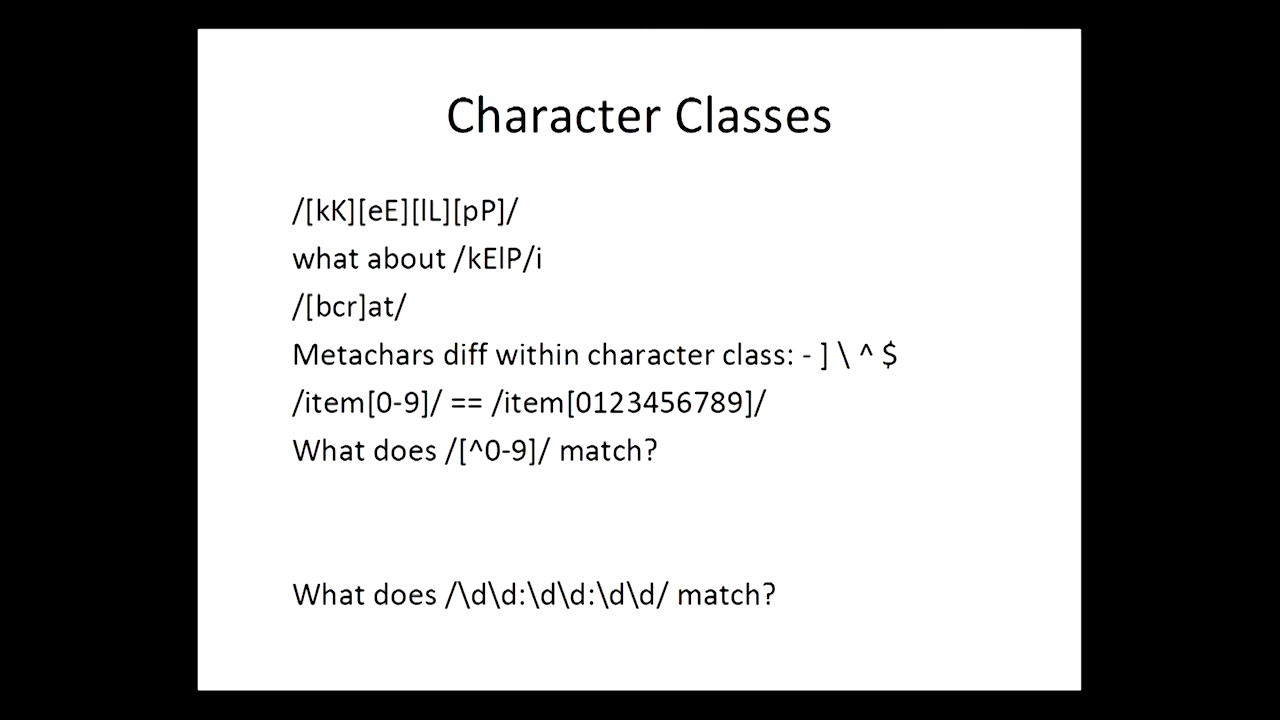 Character Classes
/[kK][eE][lL][pP]/
what about /kElP/i
/[bcr]at/
Metachars diff within character class: - ] \ ^ $
/item[0-9]/ == /item[0123456789]/
What does /[^0-9]/ match?
What does /\d\d:\d\d:\d\d/ match?